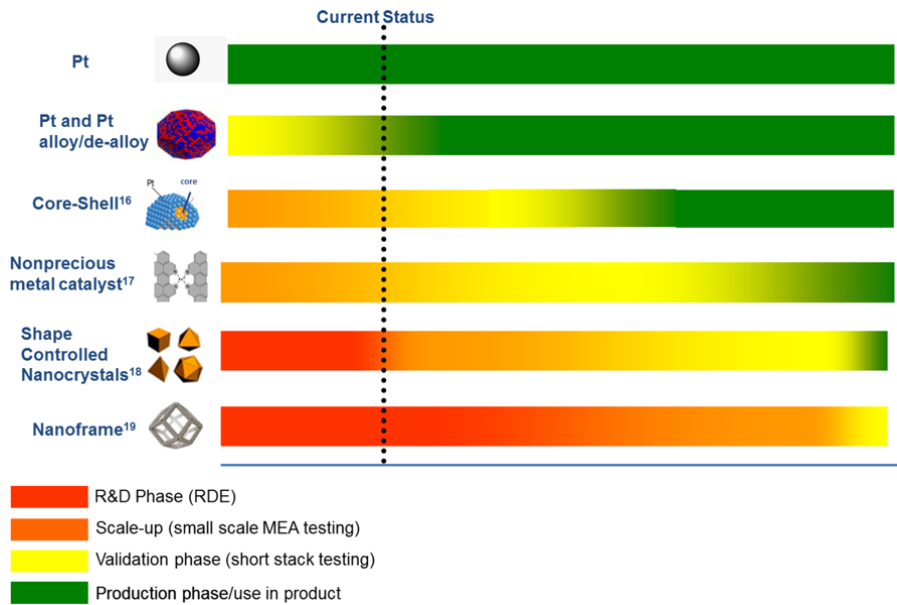 Current Status
Pt
Pt and Pt
alloy/de-alloy
Pt
core
Core-Shell16
Nonprecious
metal catalyst17
Shape
Controlled
Nanocrystals18
Nanoframe19
R&D Phase (RDE)
Scale-up (small scale MEA testing)
Validation phase (short stack testing)
Production phase/use in product